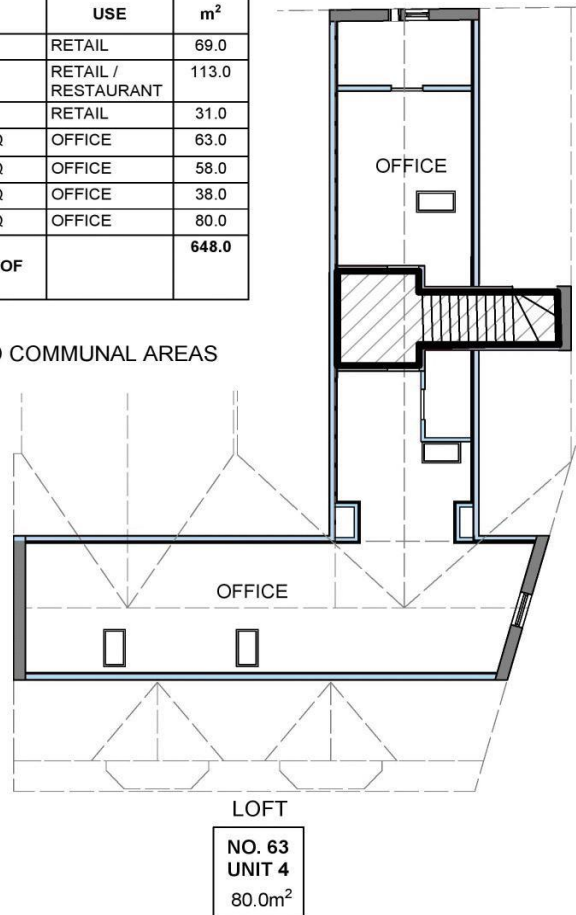 USE m²
RETAIL 69.0
RETAIL / 113.0
RESTAURANT
RETAIL 31.0
Q OFFICE 63.0
Q OFFICE 58.0
Q OFFICE 38.0
Q OFFICE 80.0
648.0
OF
COMMUNAL AREAS
OFFICE
OFFICE
LOFT
NO. 63
UNIT 4
80.0m²